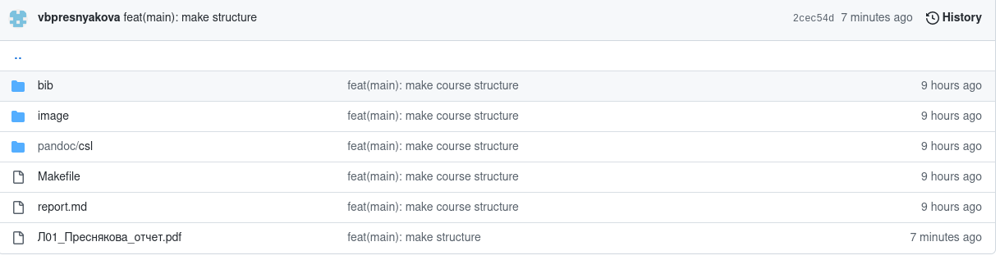 vbpresnyakova feat(main): make structure 2cec54d 7 minutes ago History
..
bib feat(main): make course structure 9 hours ago
image feat(main): make course structure 9 hours ago
pandoc/csl feat(main): make course structure 9 hours ago
Makefile feat(main): make course structure 9 hours ago
report.md feat(main): make course structure 9 hours ago
Л01_Преснякова_отчет.pdf feat(main): make structure 7 minutes ago